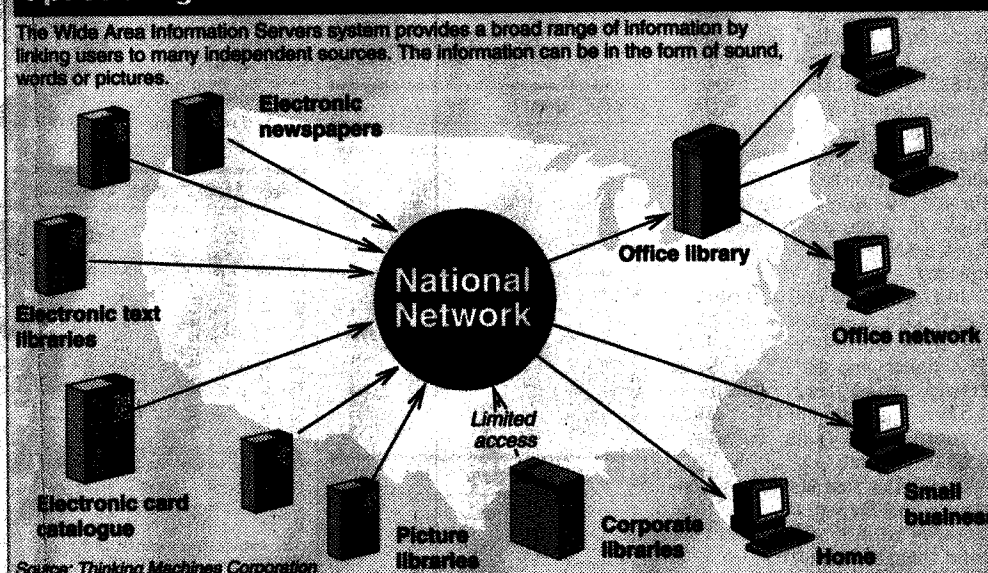 The Wide Area Information Servers system provides a broad range of information by
linking users to many independent sources. The information can be in the form of sound,
words or pictures.
Electronic
newspapers
Electronic text
libraries
National
Network
Office library
Office network
Electronic card
catalogue
Picture
libraries
Limited
access
Corporate
libraries
Home
Small
business
Source: Thinking Machines Corporation